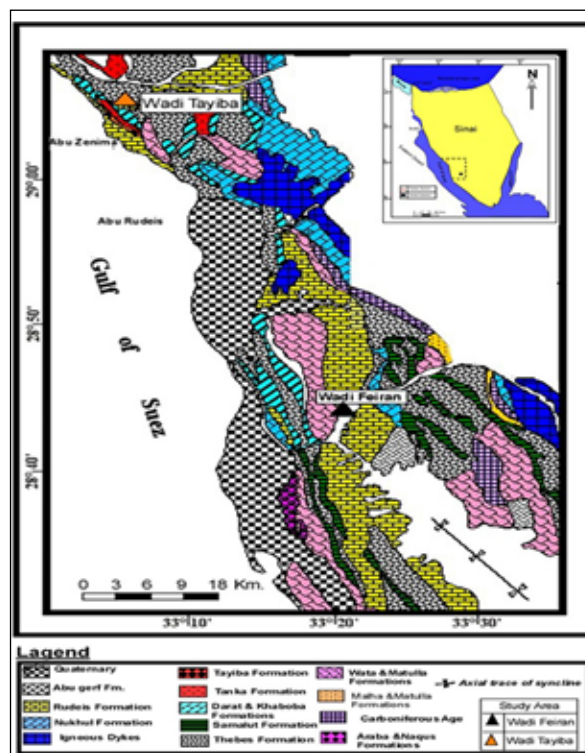 N
Sinai
Wadi Tayiba
Abu Zenima
29°00'
Abu Rudeis
Gulf of Suez
28°50'
Wadi Feiran
28°40'
0 3 6 9 12 18 Km.
33°10' 33°20' 33°30'
Lagend
Quaternary
Abu gerf Fm.
Rudeis Formation
Nukhul Formation
Igneous Dykes
Tayiba Formation
Tanka Formation
Darat & Khaboba
Formations
Samalut Formation
Thebes Formation
Wata &Matulla
Formations
Malha &Matulla
Formations
Carboniferous Age
Araba &Naqus
Formations
Axial trace of syncline
Study Area
Wadi Feiran
Wadi Tayiba